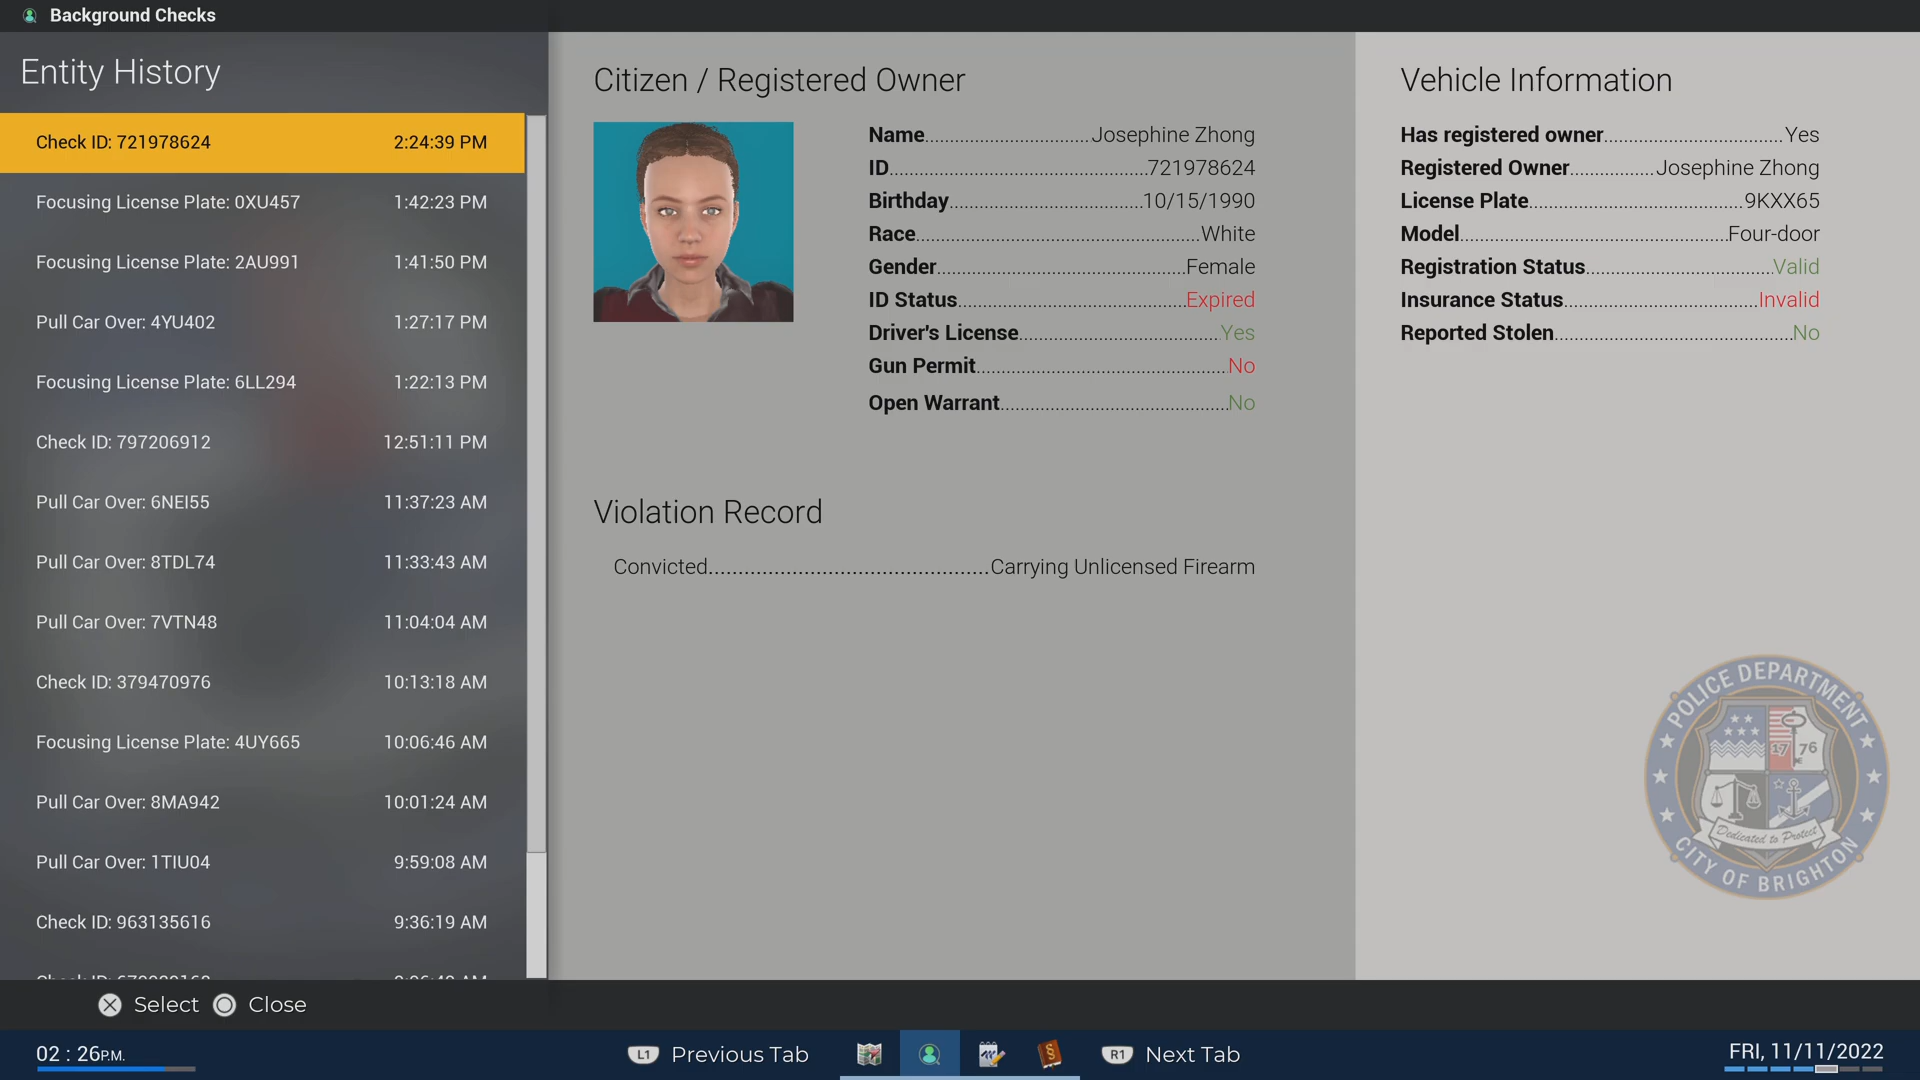 Background Checks
Entity History
Check ID: 721978624 2:24:39 PM
Focusing License Plate: 0XU457 1:42:23 PM
Focusing License Plate: 2AU991 1:41:50 PM
Pull Car Over: 4YU402 1:27:17 PM
Focusing License Plate: 6LL294 1:22:13 PM
Check ID: 797206912 12:51:11 PM
Pull Car Over: 6NEI55 11:37:23 AM
Pull Car Over: 8TDL74 11:33:43 AM
Pull Car Over: 7VTN48 11:04:04 AM
Check ID: 379470976 10:13:18 AM
Focusing License Plate: 4UY665 10:06:46 AM
Pull Car Over: 8MA942 10:01:24 AM
Pull Car Over: 1TIU04 9:59:08 AM
Check ID: 963135616 9:36:19 AM
Citizen / Registered Owner
Name Josephine Zhong
ID 721978624
Birthday 10/15/1990
Race White
Gender Female
ID Status Expired
Driver's License Yes
Gun Permit No
Open Warrant No
Violation Record
Convicted Carrying Unlicensed Firearm
Vehicle Information
Has registered owner Yes
Registered Owner Josephine Zhong
License Plate 9KXX65
Model Four-door
Registration Status Valid
Insurance Status Invalid
Reported Stolen No
POLICE DEPARTMENT
17 76
Dedicated to Protect
CITY OF BRIGHTON
Select Close
02 : 26 P.M.
L1 Previous Tab
R1 Next Tab
FRI, 11/11/2022